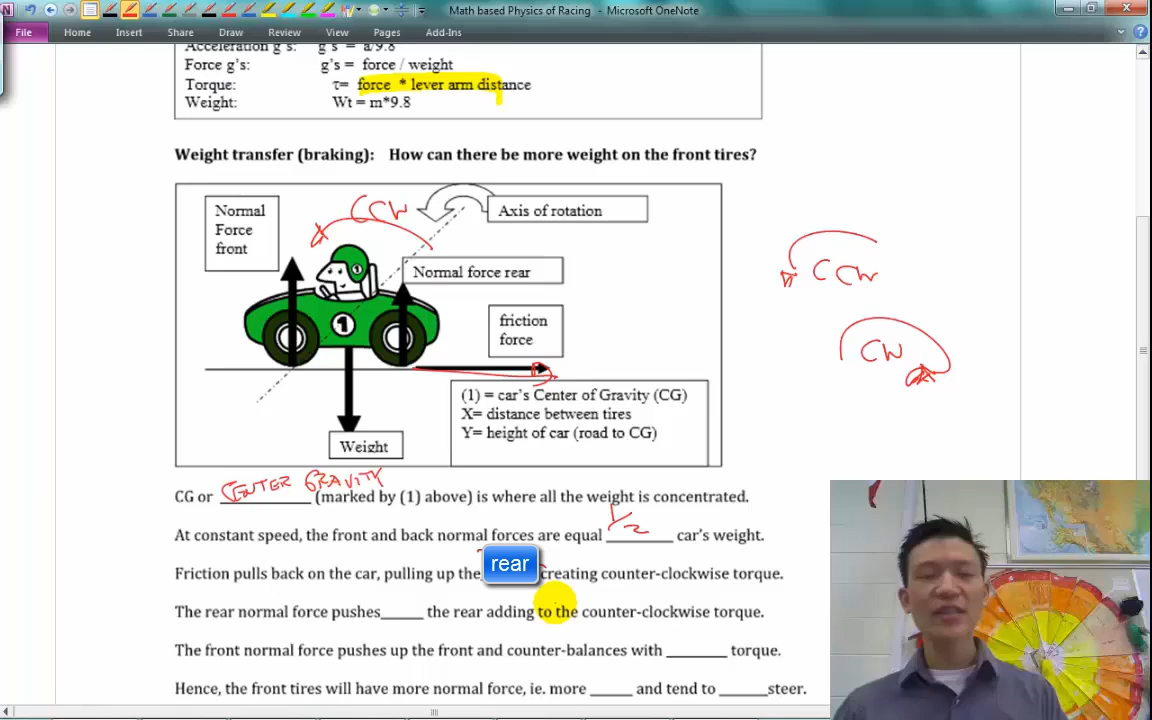 Math based Physics of Racing - Microsoft OneNote
File Home Insert Share Draw Review View Pages Add-Ins
Acceleration g's: g's = a/9.8
Force g's: g's = force / weight
Torque: τ= force * lever arm distance
Weight: Wt = m*9.8
Weight transfer (braking): How can there be more weight on the front tires?
Normal
Force
front
CCW
Axis of rotation
Normal force rear
1
1
friction
force
CCW
CW
(1) = car's Center of Gravity (CG)
X= distance between tires
Y= height of car (road to CG)
Weight
CG or CENTER GRAVITY (marked by (1) above) is where all the weight is concentrated.
At constant speed, the front and back normal forces are equal 1/2 car's weight.
Friction pulls back on the car, pulling up the rear creating counter-clockwise torque.
The rear normal force pushes_____ the rear adding to the counter-clockwise torque.
The front normal force pushes up the front and counter-balances with _______ torque.
Hence, the front tires will have more normal force, ie. more _____ and tend to ______steer.